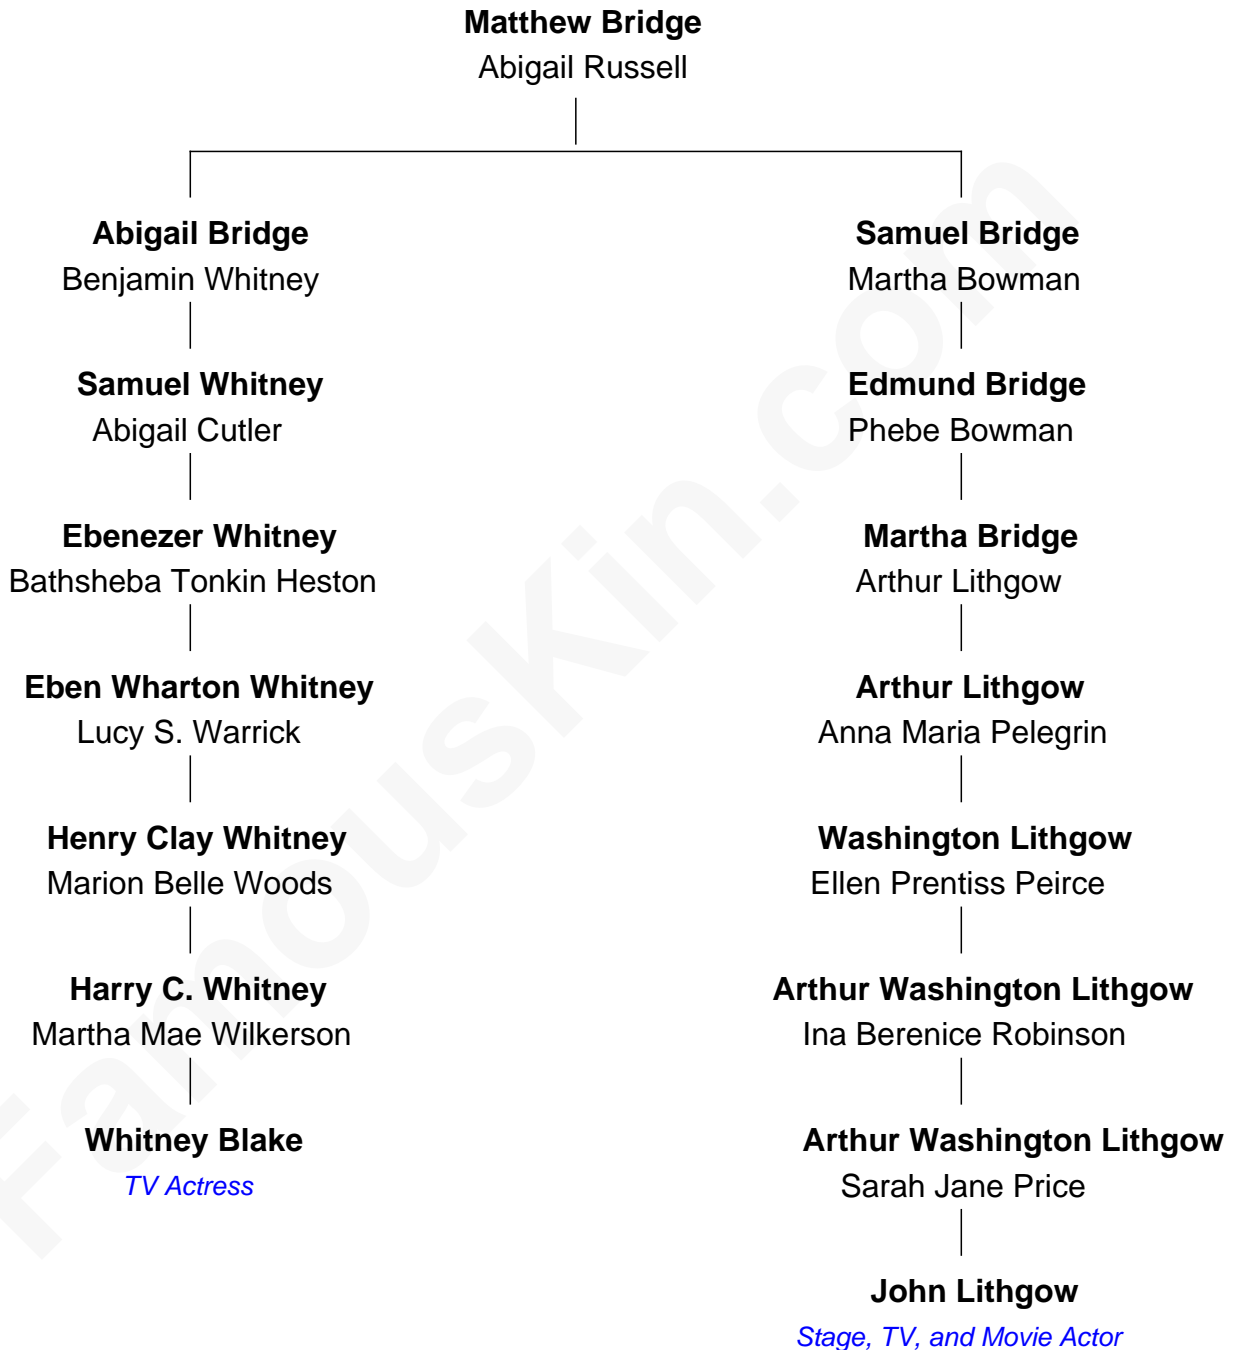 Matthew Bridge
Abigail Russell
Abigail Bridge
Benjamin Whitney
Samuel Whitney
Abigail Cutler
Ebenezer Whitney
Bathsheba Tonkin Heston
Eben Wharton Whitney
Lucy S. Warrick
Henry Clay Whitney
Marion Belle Woods
Harry C. Whitney
Martha Mae Wilkerson
Whitney Blake
TV Actress
Samuel Bridge
Martha Bowman
Edmund Bridge
Phebe Bowman
Martha Bridge
Arthur Lithgow
Arthur Lithgow
Anna Maria Pelegrin
Washington Lithgow
Ellen Prentiss Peirce
Arthur Washington Lithgow
Ina Berenice Robinson
Arthur Washington Lithgow
Sarah Jane Price
John Lithgow
Stage, TV, and Movie Actor
FamousKin.com